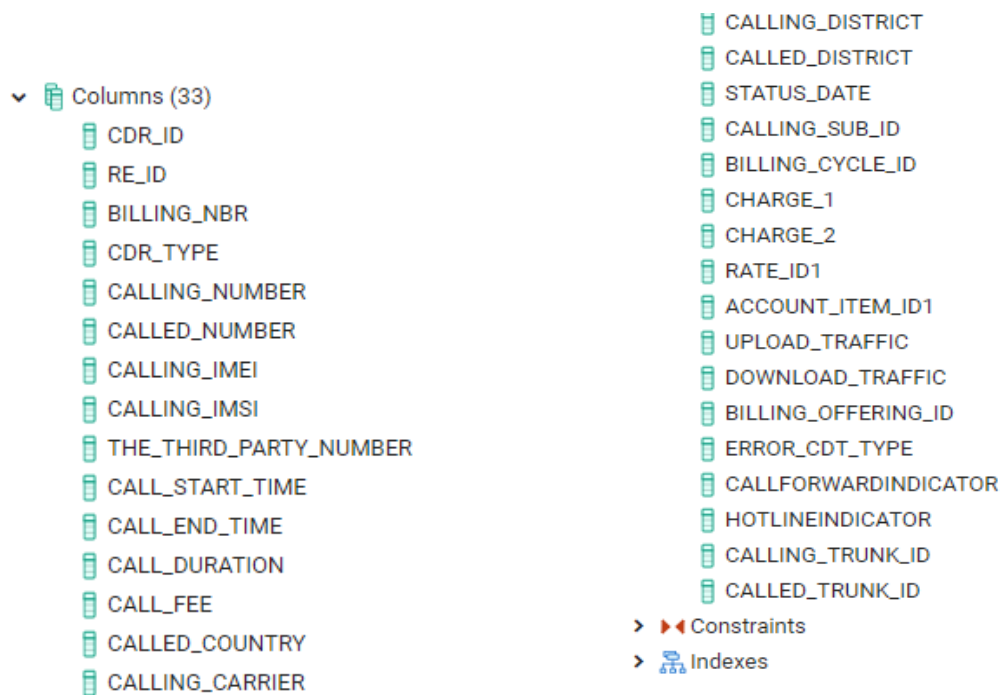 Columns (33)
CDR_ID
RE_ID
BILLING_NBR
CDR_TYPE
CALLING_NUMBER
CALLED_NUMBER
CALLING_IMEI
CALLING_IMSI
THE_THIRD_PARTY_NUMBER
CALL_START_TIME
CALL_END_TIME
CALL_DURATION
CALL_FEE
CALLED_COUNTRY
CALLING_CARRIER
CALLING_DISTRICT
CALLED_DISTRICT
STATUS_DATE
CALLING_SUB_ID
BILLING_CYCLE_ID
CHARGE_1
CHARGE_2
RATE_ID1
ACCOUNT_ITEM_ID1
UPLOAD_TRAFFIC
DOWNLOAD_TRAFFIC
BILLING_OFFERING_ID
ERROR_CDT_TYPE
CALLFORWARDINDICATOR
HOTLINEINDICATOR
CALLING_TRUNK_ID
CALLED_TRUNK_ID
Constraints
Indexes